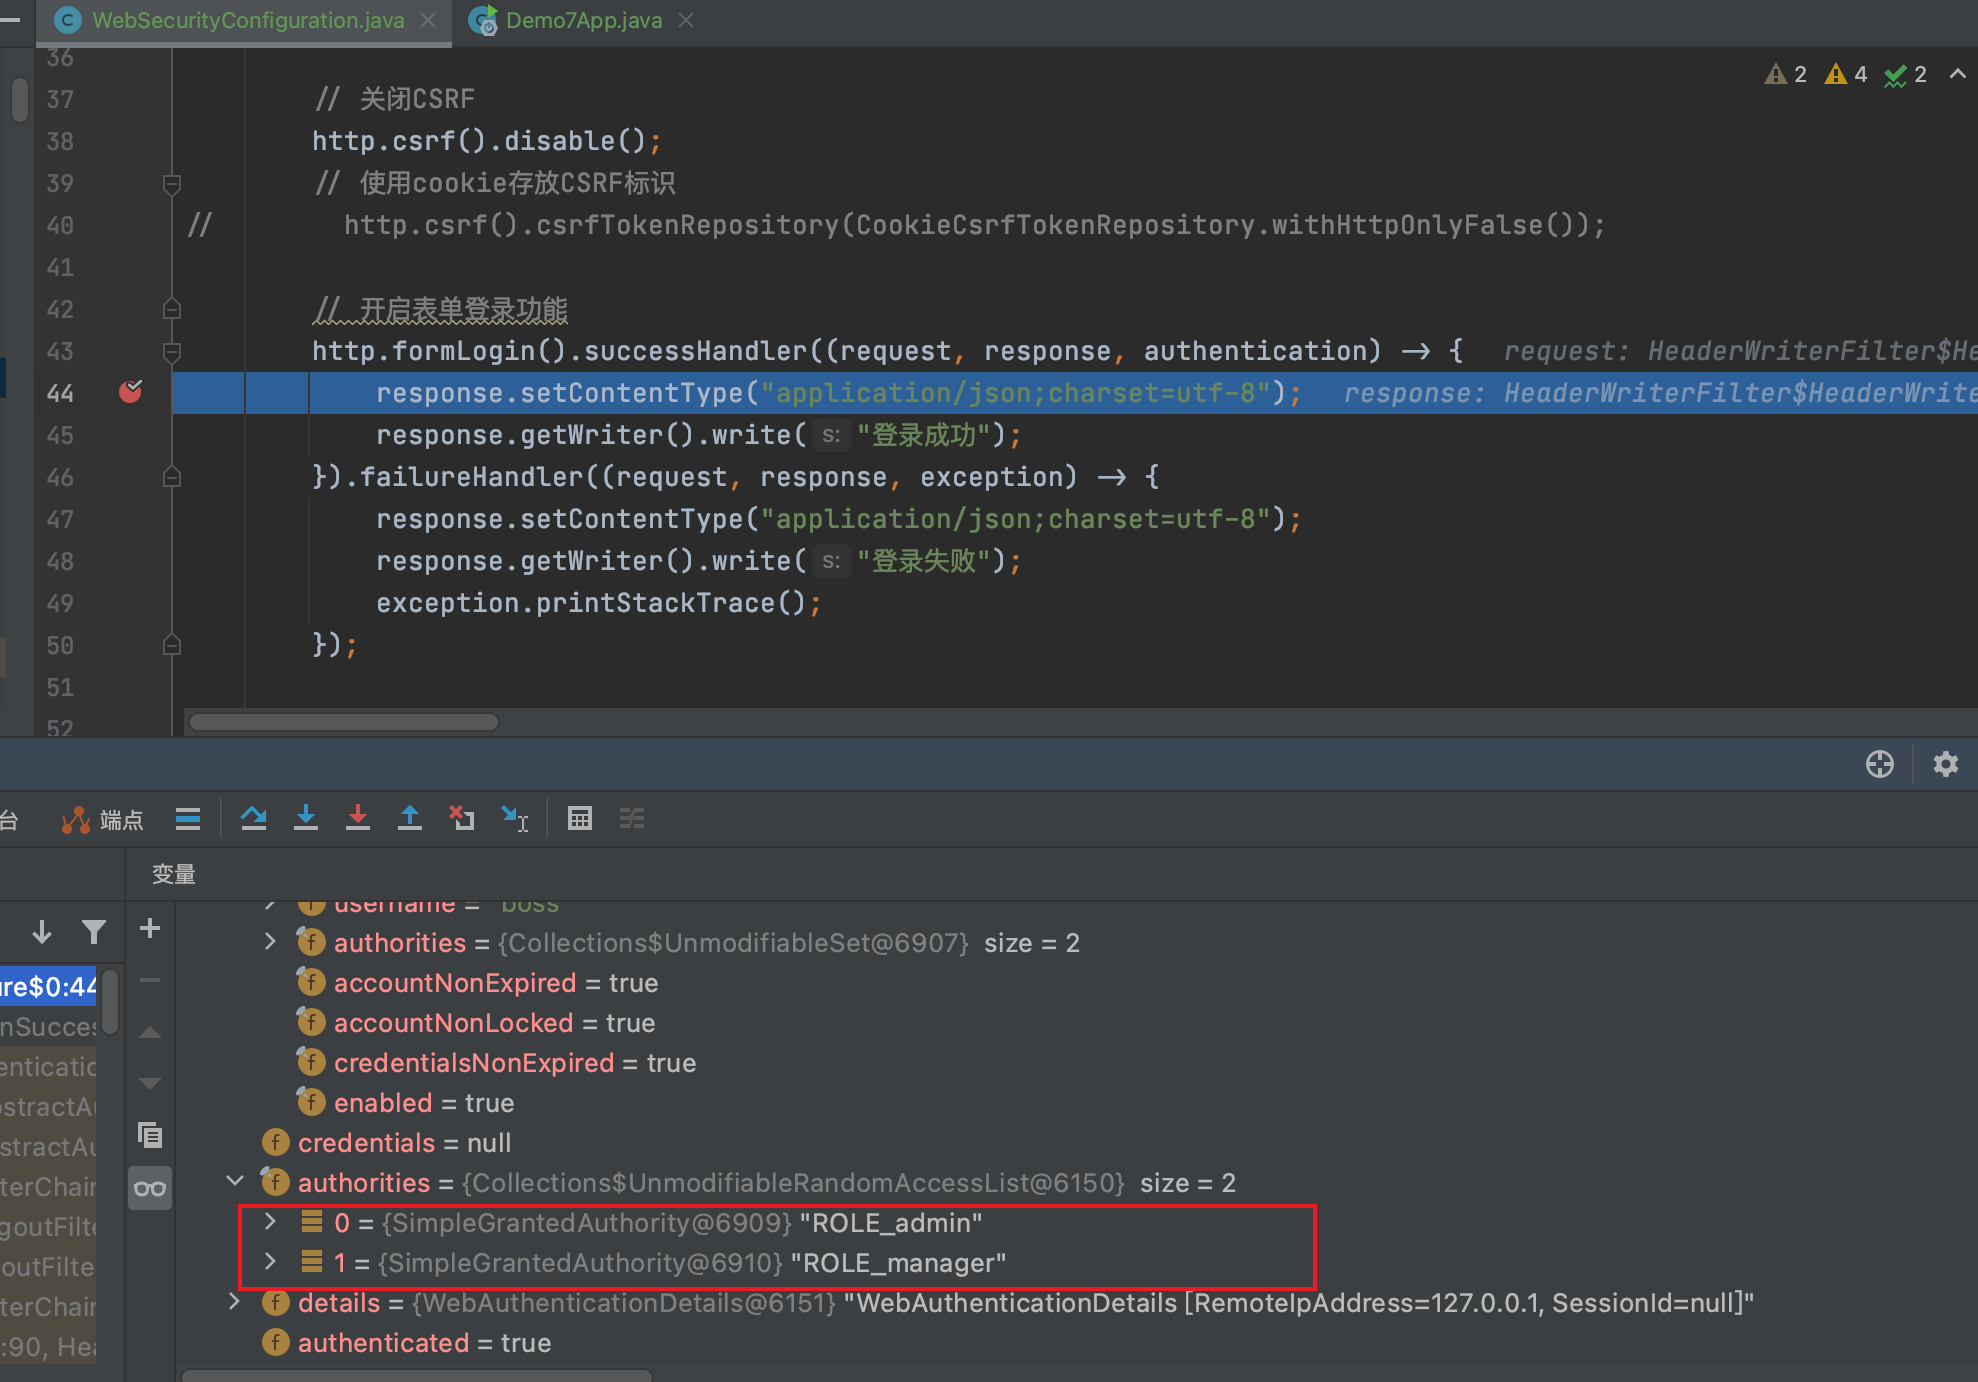 WebSecurityConfiguration.java
Demo7App.java
36
2 4 2
37 // 关闭CSRF
38 http.csrf().disable();
39 // 使用cookie存放CSRF标识
40 // http.csrf().csrfTokenRepository(CookieCsrfTokenRepository.withHttpOnlyFalse());
41
42 // 开启表单登录功能
43 http.formLogin().successHandler((request, response, authentication) -> { request: HeaderWriterFilter$He
44 response.setContentType("application/json;charset=utf-8"); response: HeaderWriterFilter$HeaderWrite
45 response.getWriter().write( s: "登录成功");
46 }).failureHandler((request, response, exception) -> {
47 response.setContentType("application/json;charset=utf-8");
48 response.getWriter().write( s: "登录失败");
49 exception.printStackTrace();
50 });
51
52
台 端点
变量
username = "boss
authorities = {Collections$UnmodifiableSet@6907} size = 2
ure$0:44 accountNonExpired = true
nSucces accountNonLocked = true
enticatio credentialsNonExpired = true
ostractAu enabled = true
stractAu credentials = null
terChair authorities = {Collections$UnmodifiableRandomAccessList@6150} size = 2
goutFilte 0 = {SimpleGrantedAuthority@6909} "ROLE_admin"
outFilte 1 = {SimpleGrantedAuthority@6910} "ROLE_manager"
terChair details = {WebAuthenticationDetails@6151} "WebAuthenticationDetails [RemoteIpAddress=127.0.0.1, SessionId=null]"
:90, Hea authenticated = true